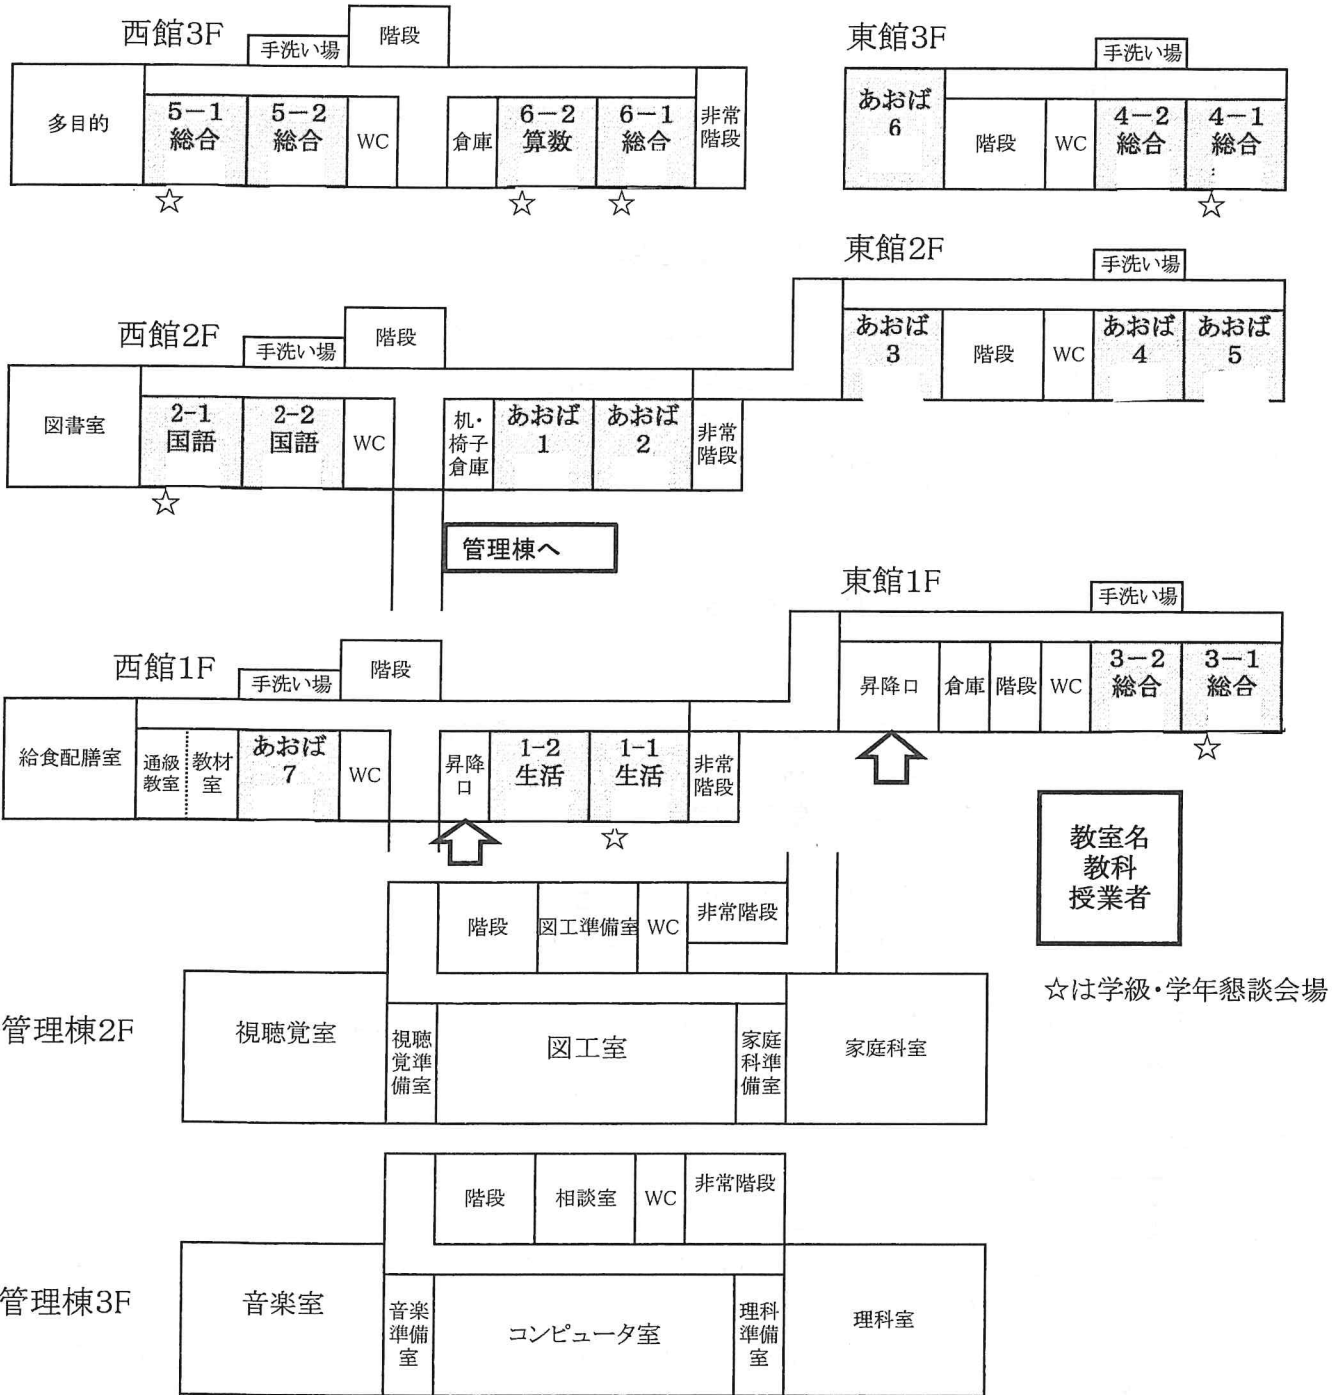 西館3F
手洗い場
階段
多目的
5-1
総合
5-2
総合
WC
倉庫
6-2
算数
6-1
総合
非常
階段
☆
☆
☆
東館3F
手洗い場
あおば
6
階段
WC
4-2
総合
4-1
総合
☆
東館2F
手洗い場
あおば
3
階段
WC
あおば
4
あおば
5
西館2F
手洗い場
階段
図書室
2-1
国語
2-2
国語
WC
机・
椅子
倉庫
あおば
1
あおば
2
非常
階段
☆
管理棟へ
東館1F
手洗い場
昇降口
倉庫
階段
WC
3-2
総合
3-1
総合
☆
西館1F
手洗い場
階段
給食配膳室
通級
教室
教材
室
あおば
7
WC
昇降
口
1-2
生活
1-1
生活
非常
階段
☆
教室名
教科
授業者
☆は学級・学年懇談会場
管理棟2F
階段
図工準備室
WC
非常階段
視聴覚室
視聴
覚準
備室
図工室
家庭
科準
備室
家庭科室
管理棟3F
階段
相談室
WC
非常階段
音楽室
音楽
準備
室
コンピュータ室
理科
準備
室
理科室